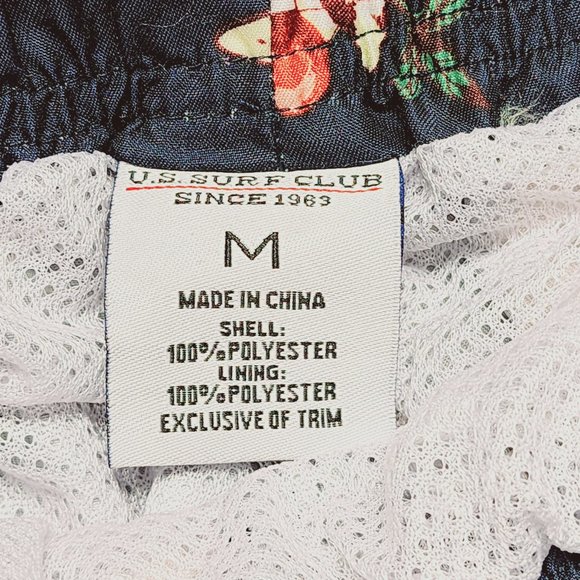 U.S. SURF CLUB
SINCE 1963
M
MADE IN CHINA
SHELL:
100%POLYESTER
LINING:
100%POLYESTER
EXCLUSIVE OF TRIM